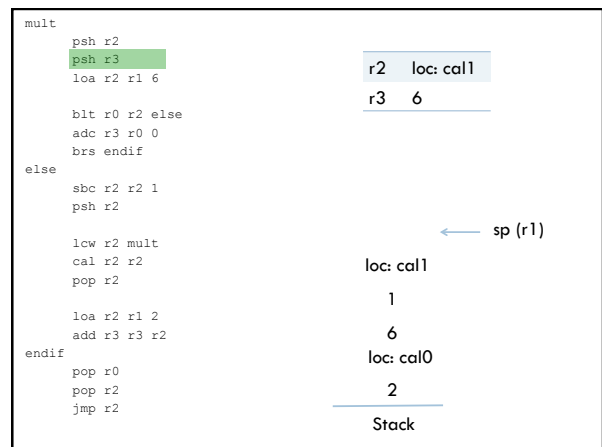 mult
psh r2
psh r3
loa r2 r1 6
blt r0 r2 else
adc r3 r0 0
brs endif
else
sbc r2 r2 1
psh r2
lcw r2 mult
cal r2 r2
pop r2
loa r2 r1 2
add r3 r3 r2
endif
pop r0
pop r2
jmp r2
r2 loc: cal1
r3 6
sp (r1)
loc: cal1
1
6
loc: cal0
2
Stack